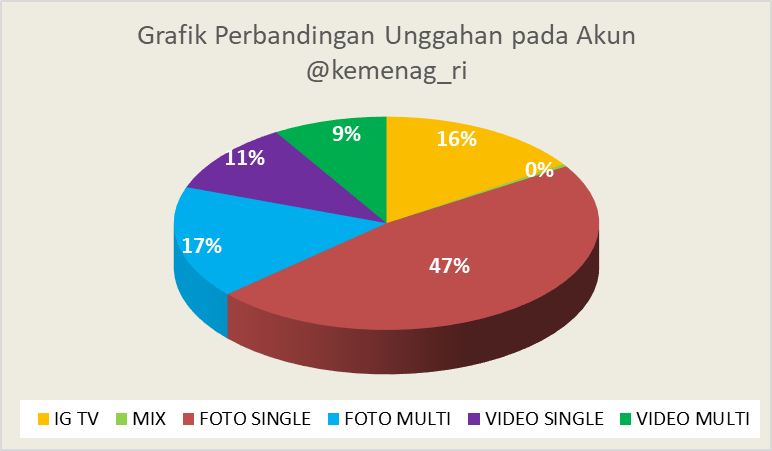 Grafik Perbandingan Unggahan pada Akun
@kemenag_ri
9%
16%
11%
0%
17%
47%
IG TV MIX FOTO SINGLE FOTO MULTI VIDEO SINGLE VIDEO MULTI